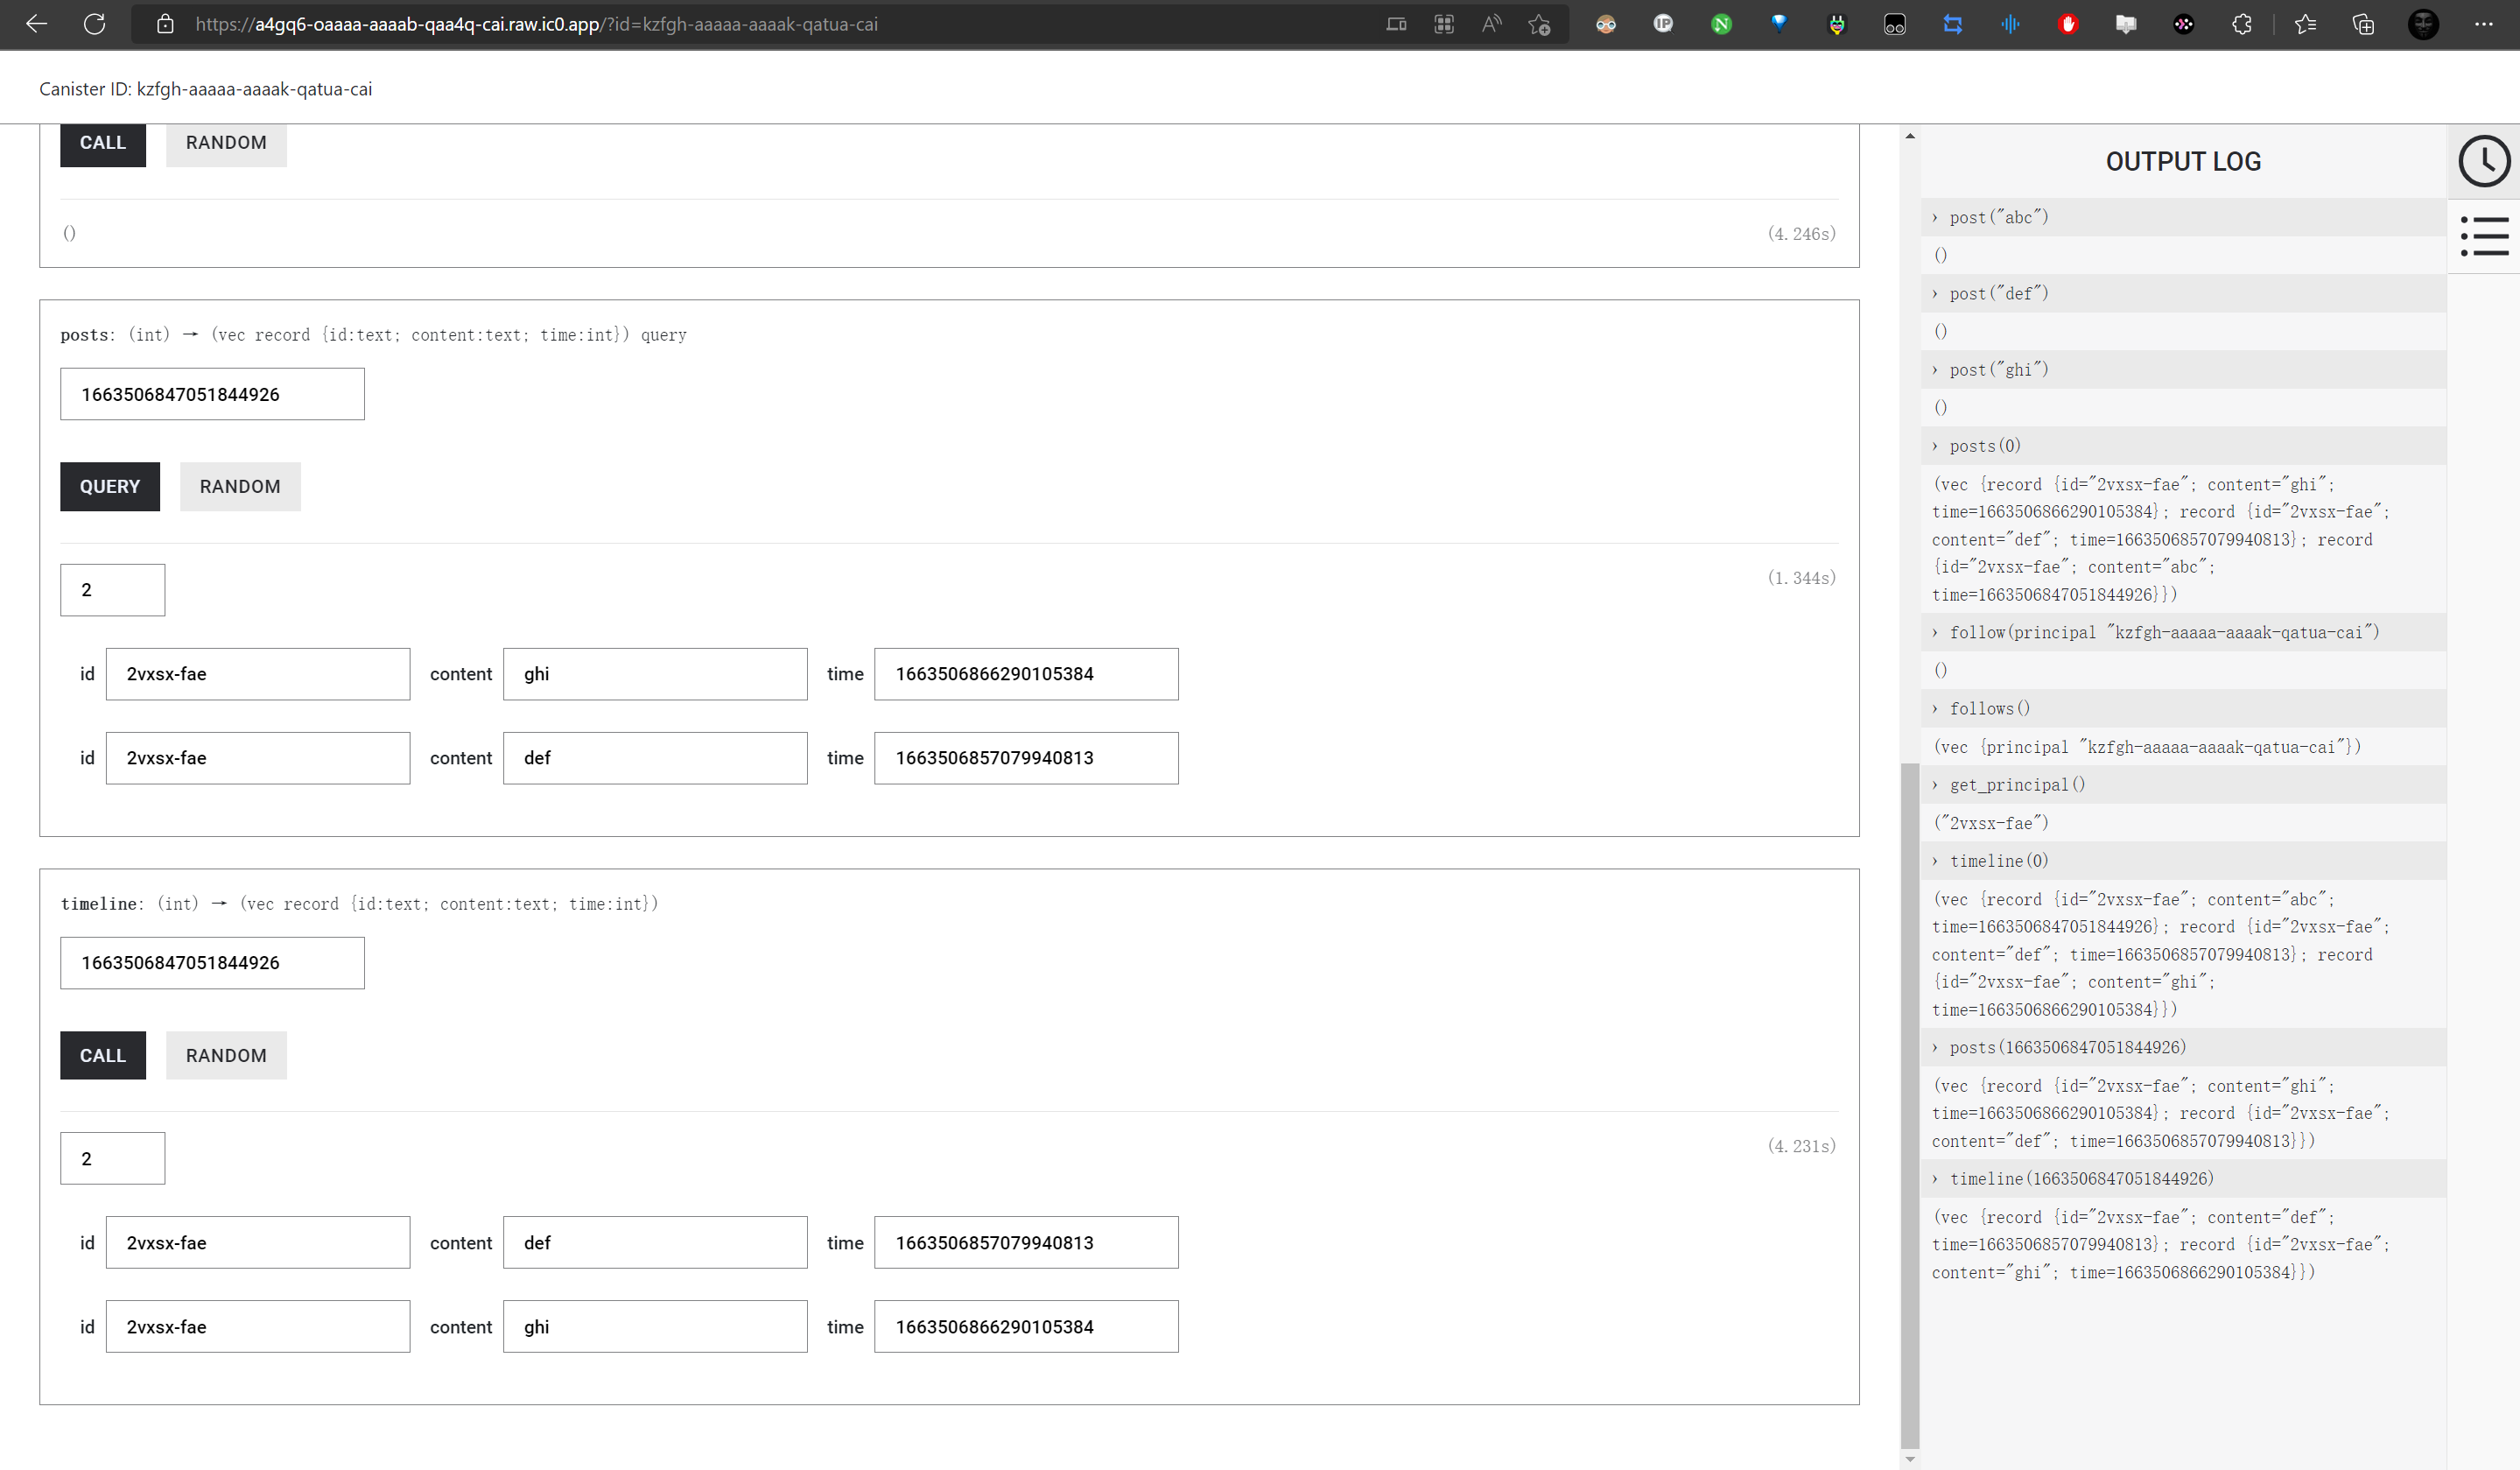 https://a4gq6-oaaaa-aaaab-qaa4q-cai.raw.ic0.app/?id=kzfgh-aaaaa-aaaak-qatua-cai
Canister ID: kzfgh-aaaaa-aaaak-qatua-cai
CALL RANDOM
()
(4.246s)
posts: (int) → (vec record {id:text; content:text; time:int}) query
1663506847051844926
QUERY RANDOM
2
(1.344s)
id 2vxsx-fae content ghi time 1663506866290105384
id 2vxsx-fae content def time 1663506857079940813
timeline: (int) → (vec record {id:text; content:text; time:int})
1663506847051844926
CALL RANDOM
2
(4.231s)
id 2vxsx-fae content def time 1663506857079940813
id 2vxsx-fae content ghi time 1663506866290105384
OUTPUT LOG
› post("abc")
()
› post("def")
()
› post("ghi")
()
› posts(0)
(vec {record {id="2vxsx-fae"; content="ghi";
time=1663506866290105384}; record {id="2vxsx-fae";
content="def"; time=1663506857079940813}; record
{id="2vxsx-fae"; content="abc";
time=1663506847051844926}})
› follow(principal "kzfgh-aaaaa-aaaak-qatua-cai")
()
› follows()
(vec {principal "kzfgh-aaaaa-aaaak-qatua-cai"})
› get_principal()
("2vxsx-fae")
› timeline(0)
(vec {record {id="2vxsx-fae"; content="abc";
time=1663506847051844926}; record {id="2vxsx-fae";
content="def"; time=1663506857079940813}; record
{id="2vxsx-fae"; content="ghi";
time=1663506866290105384}})
› posts(1663506847051844926)
(vec {record {id="2vxsx-fae"; content="ghi";
time=1663506866290105384}; record {id="2vxsx-fae";
content="def"; time=1663506857079940813}})
› timeline(1663506847051844926)
(vec {record {id="2vxsx-fae"; content="def";
time=1663506857079940813}; record {id="2vxsx-fae";
content="ghi"; time=1663506866290105384}})